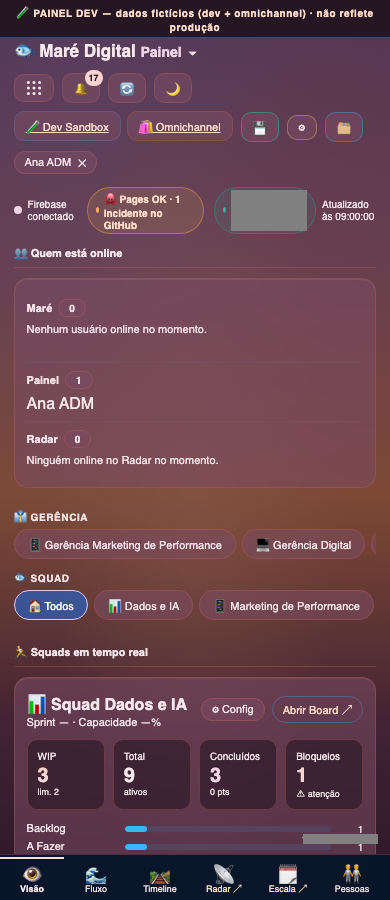 🧪 PAINEL DEV — dados fictícios (dev + omnichannel) · não reflete
produção
🐟 Maré Digital Painel
17
🧪 Dev Sandbox
🛍️ Omnichannel
Ana ADM ✕
Firebase
conectado
🚨 Pages OK · 1
incidente no
GitHub
Atualizado
às 09:00:00
👥 Quem está online
Maré 0
Nenhum usuário online no momento.
Painel 1
Ana ADM
Radar 0
Ninguém online no Radar no momento.
👔 GERÊNCIA
📱 Gerência Marketing de Performance
💻 Gerência Digital
🐟 SQUAD
🏠 Todos
📊 Dados e IA
📱 Marketing de Performance
🏃 Squads em tempo real
📊 Squad Dados e IA
Sprint — · Capacidade —%
⚙ Config
Abrir Board ↗
WIP
3
lim. 2
Total
9
ativos
Concluídos
3
0 pts
Bloqueios
1
⚠ atenção
Backlog 1
A Fazer 1
Visão
Fluxo
Timeline
Radar ↗
Escala ↗
Pessoas